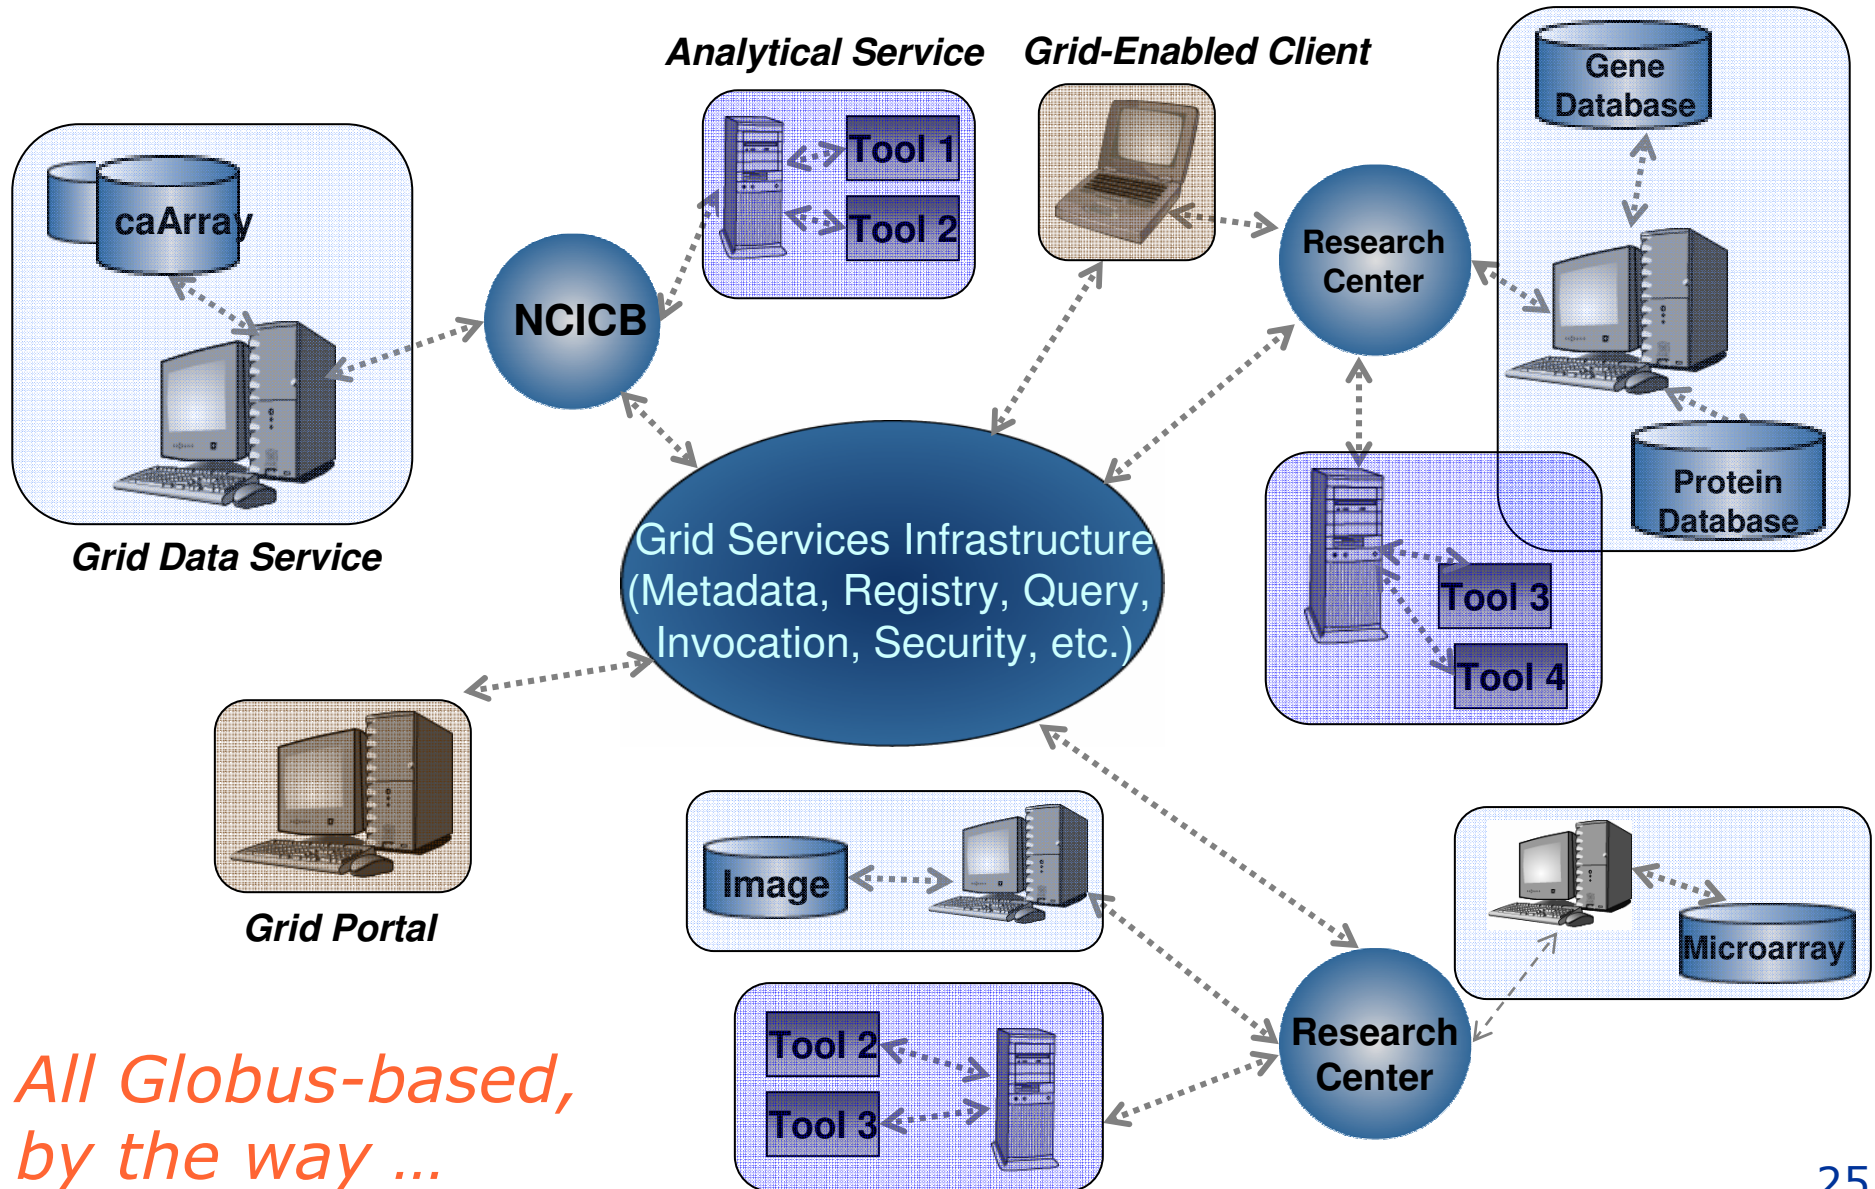 Analytical Service
Grid-Enabled Client
Gene
Database
Tool 1
Tool 2
caArray
Research
Center
NCICB
Protein
Database
Grid Data Service
Grid Services Infrastructure
(Metadata, Registry, Query,
Invocation, Security, etc.)
Tool 3
Tool 4
Grid Portal
Image
Microarray
Tool 2
Tool 3
Research
Center
All Globus-based,
by the way ...
25